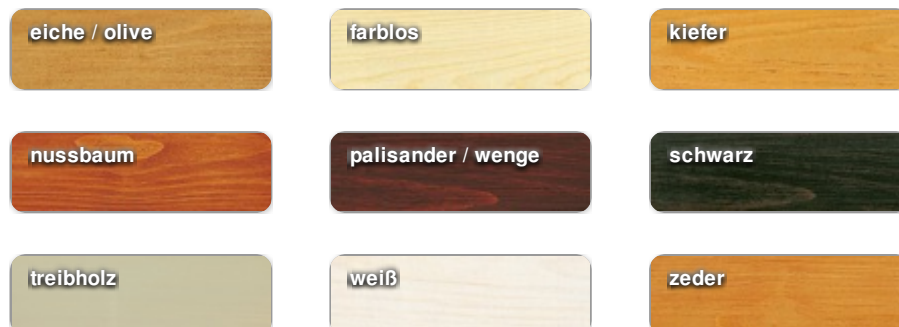 eiche / olive
farblos
kiefer
nussbaum
palisander / wenge
schwarz
treibholz
weiß
zeder